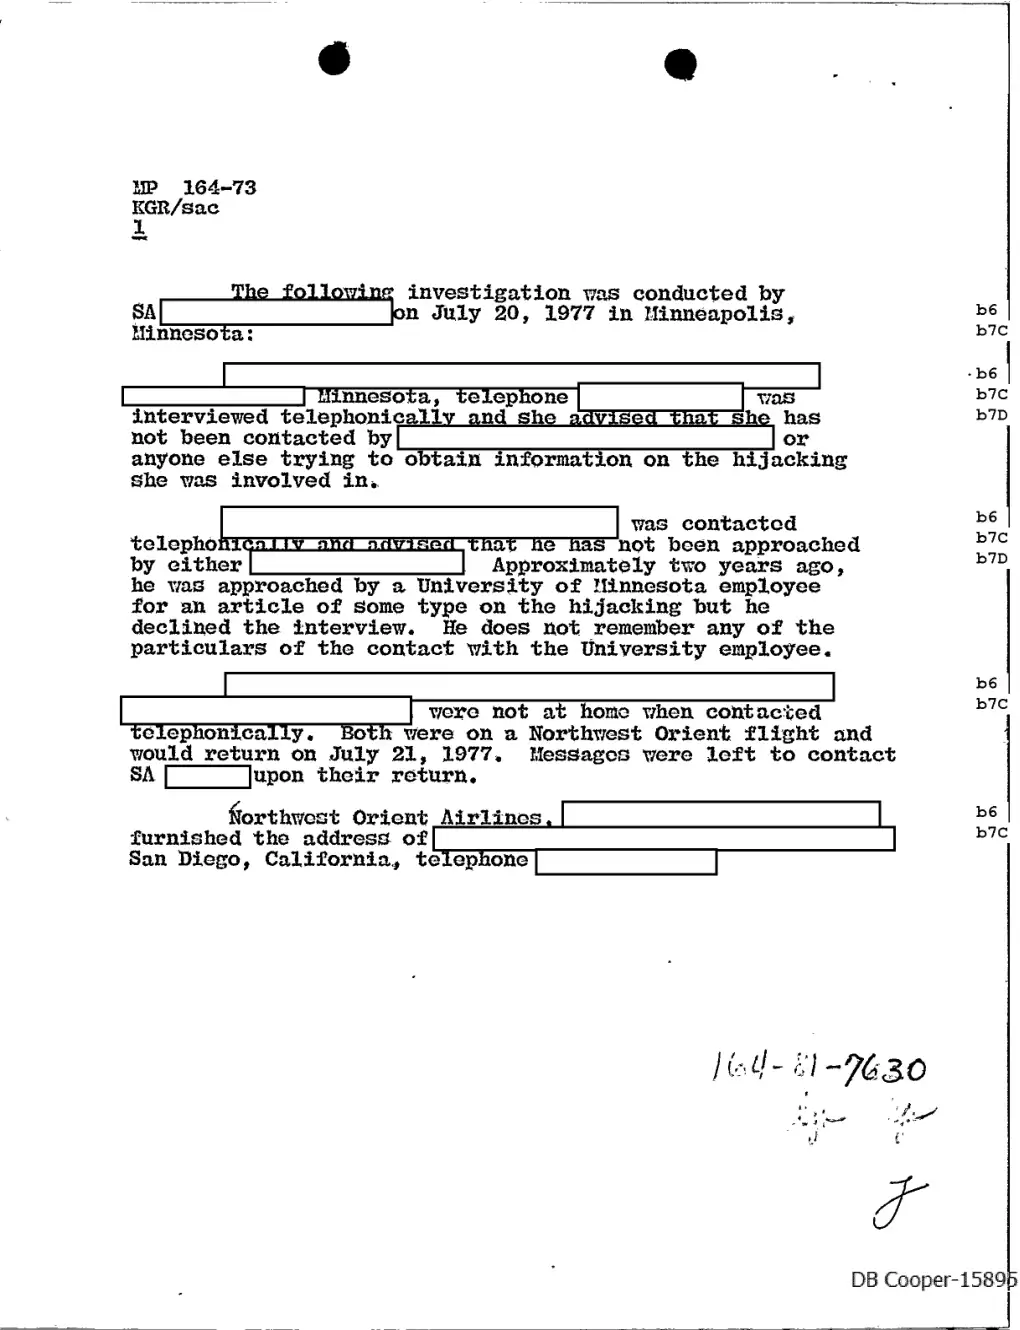 MP 164-73
KGR/sac
1
The following investigation was conducted by
SA on July 20, 1977 in Minneapolis,
Minnesota:
b6
b7C
b6
Minnesota, telephone was
b7C
interviewed telephonically and she advised that she has
b7D
not been contacted by or
anyone else trying to obtain information on the hijacking
she was involved in.
was contacted
b6
telephonically and advised that he has not been approached
b7C
by either Approximately two years ago,
b7D
he was approached by a University of Minnesota employee
for an article of some type on the hijacking but he
declined the interview. He does not remember any of the
particulars of the contact with the University employee.
b6
were not at home when contacted
b7C
telephonically. Both were on a Northwest Orient flight and
would return on July 21, 1977. Messages were left to contact
SA upon their return.
Northwest Orient Airlines,
b6
furnished the address of
b7C
San Diego, California, telephone
164-81-7630
DB Cooper-15895